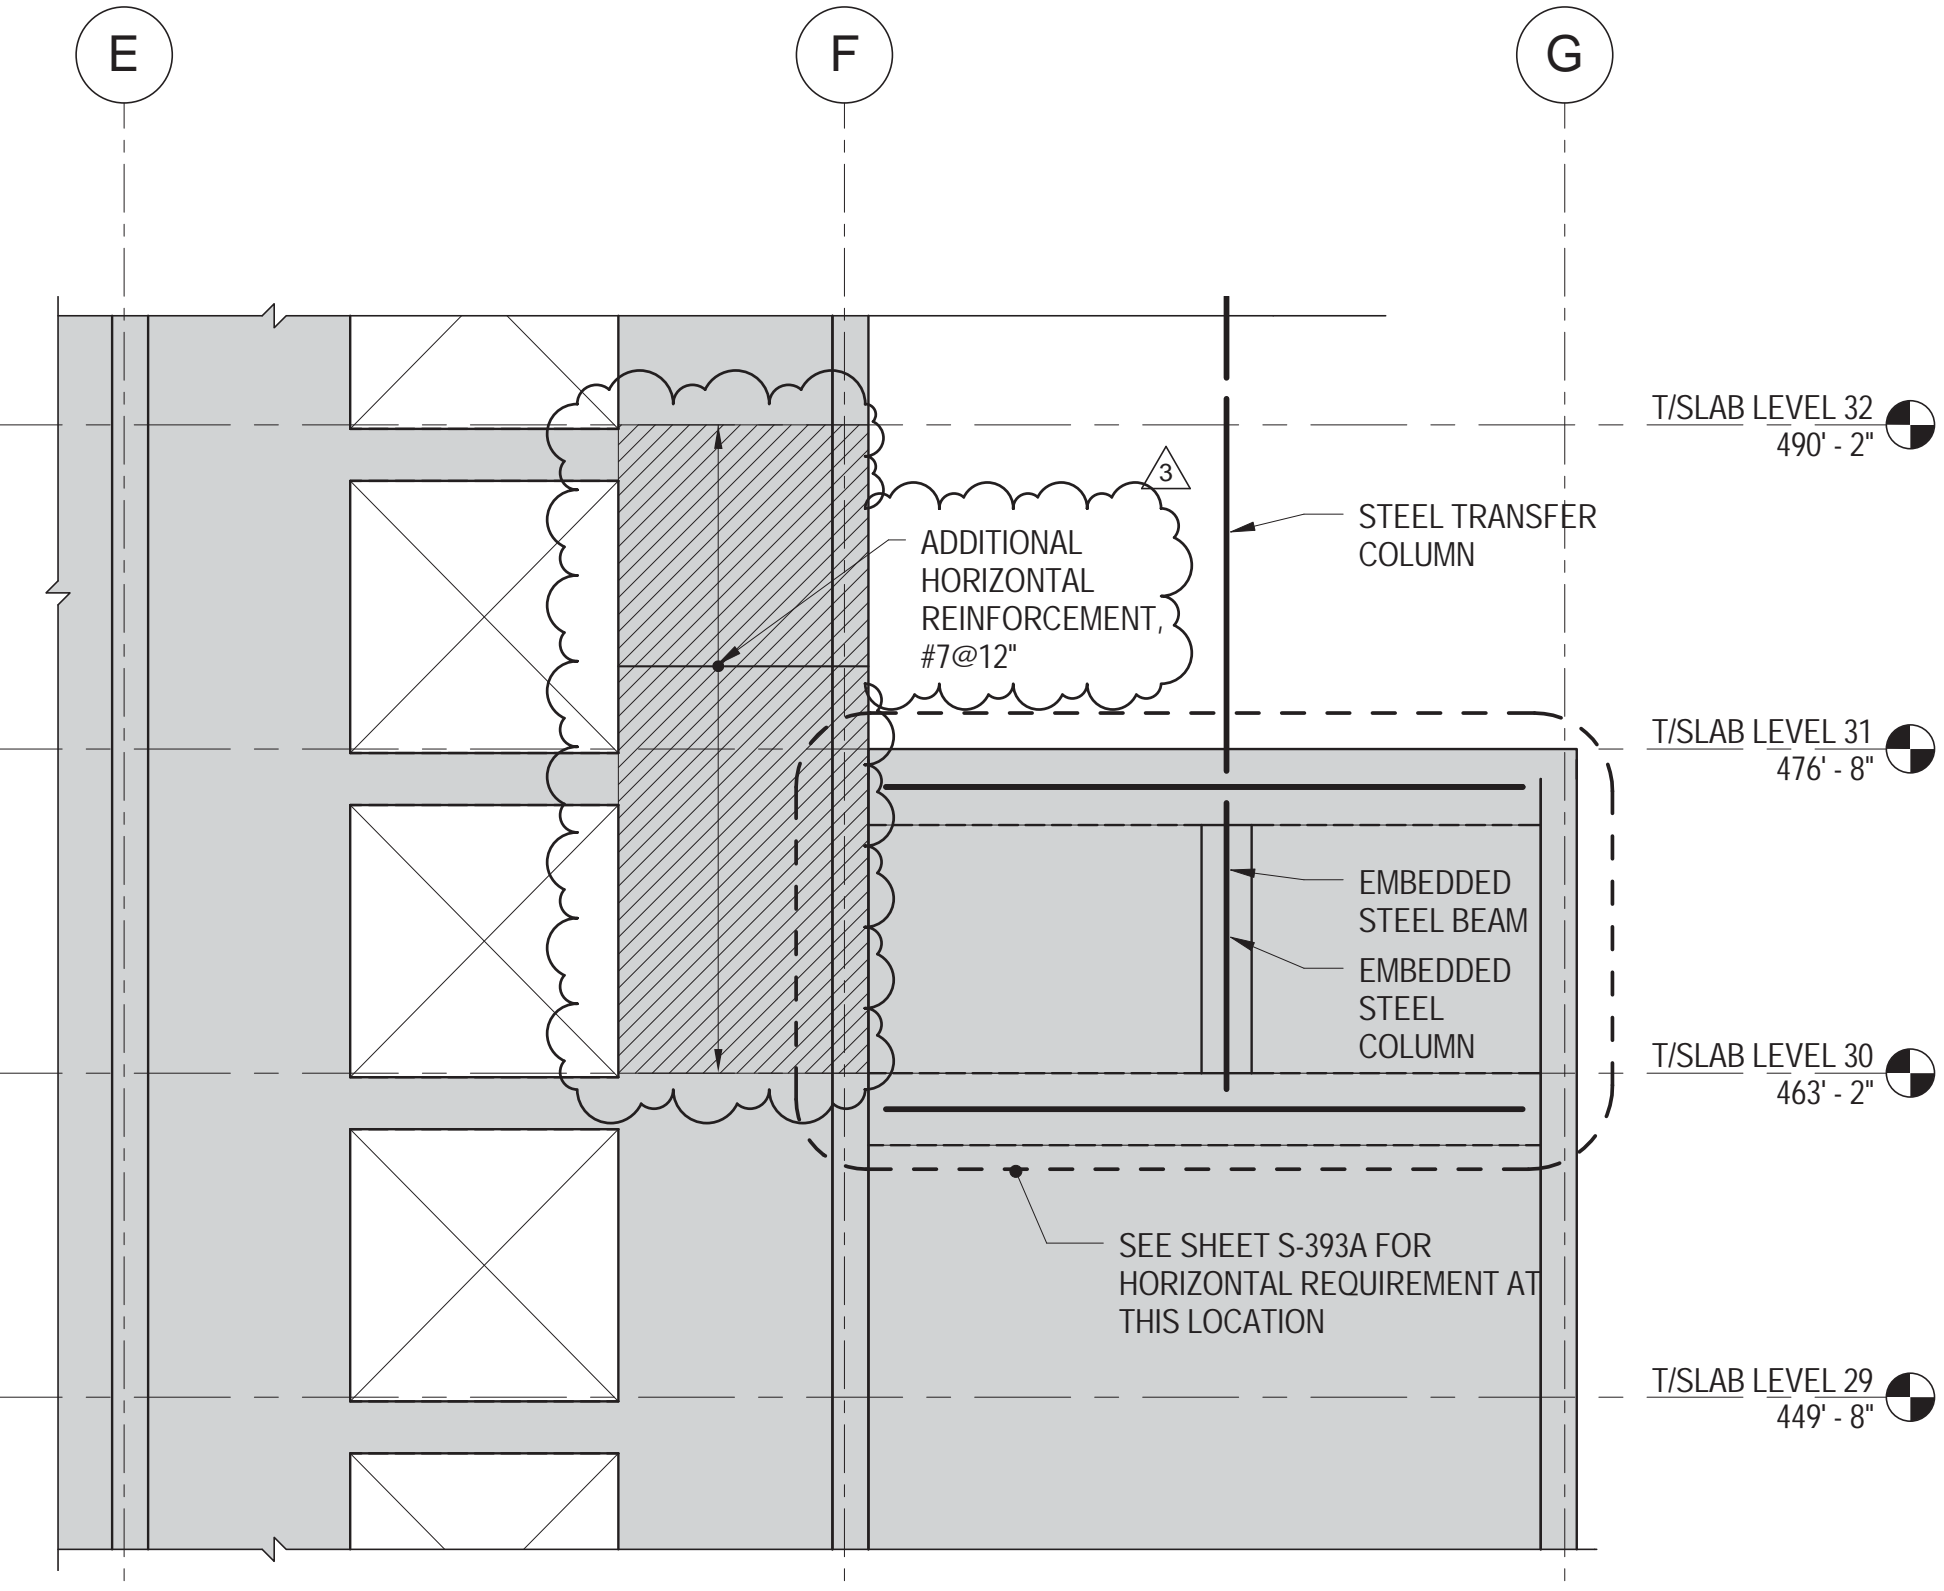 E
F
G
T/SLAB LEVEL 32
490' - 2"
3
STEEL TRANSFER
COLUMN
ADDITIONAL
HORIZONTAL
REINFORCEMENT,
#7@12"
T/SLAB LEVEL 31
476' - 8"
EMBEDDED
STEEL BEAM
EMBEDDED
STEEL
COLUMN
T/SLAB LEVEL 30
463' - 2"
SEE SHEET S-393A FOR
HORIZONTAL REQUIREMENT AT
THIS LOCATION
T/SLAB LEVEL 29
449' - 8"